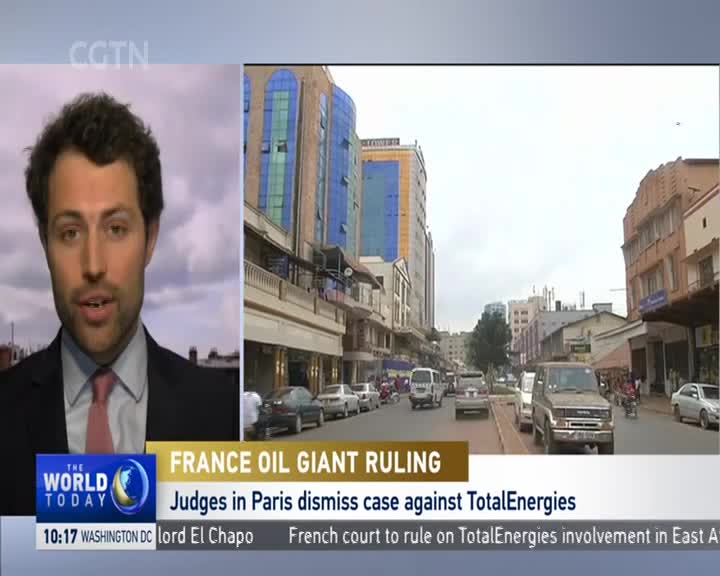 CGTN
TOWER
FRANCE OIL GIANT RULING
THE WORLD TODAY
Judges in Paris dismiss case against TotalEnergies
10:17 WASHINGTON DC
lord El Chapo French court to rule on TotalEnergies involvement in East A